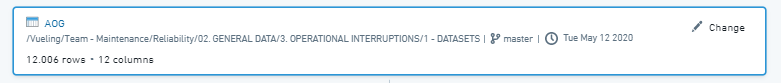 AOG
/Vueling/Team - Maintenance/Reliability/02. GENERAL DATA/3. OPERATIONAL INTERRUPTIONS/1 - DATASETS | master | Tue May 12 2020
Change
12.006 rows • 12 columns